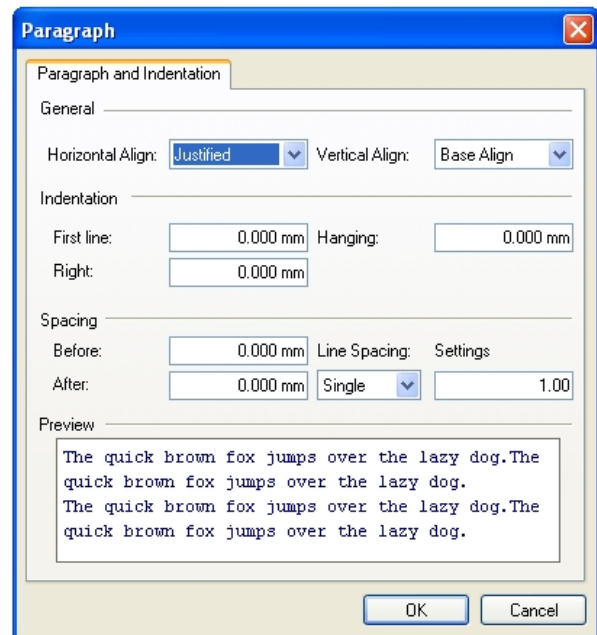 Paragraph
Paragraph and Indentation
General
Horizontal Align: Justified Vertical Align: Base Align
Indentation
First line: 0.000 mm Hanging: 0.000 mm
Right: 0.000 mm
Spacing
Before: 0.000 mm Line Spacing: Settings
After: 0.000 mm Single 1.00
Preview
The quick brown fox jumps over the lazy dog.The
quick brown fox jumps over the lazy dog.
The quick brown fox jumps over the lazy dog.The
quick brown fox jumps over the lazy dog.
OK Cancel